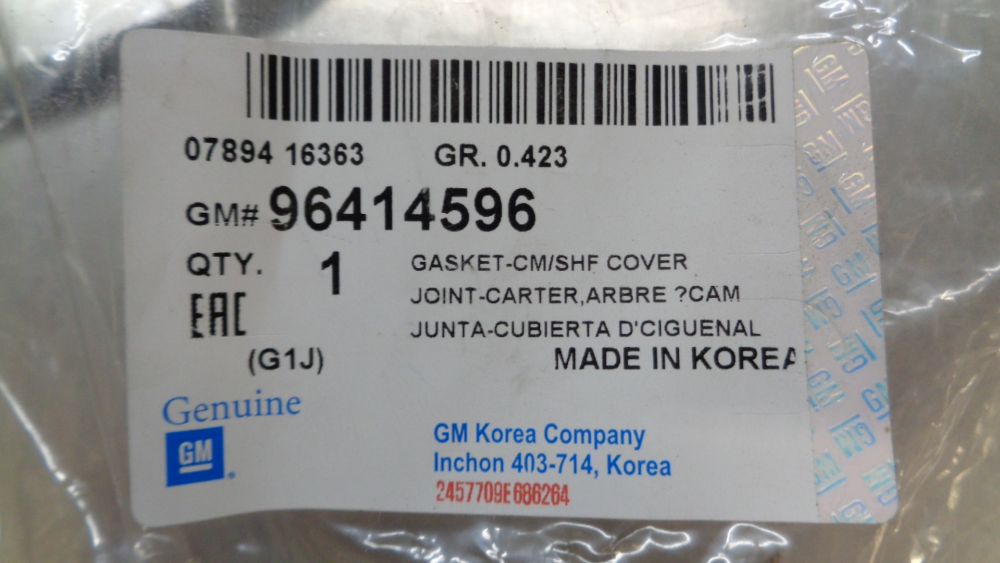 07894 16363 GR. 0.423
GM# 96414596
QTY. 1 GASKET-CM/SHF COVER
JOINT-CARTER,ARBRE ?CAM
EAC
JUNTA-CUBIERTA D'CIGUENAL
(G1J) MADE IN KOREA
Genuine
GM
GM Korea Company
Inchon 403-714, Korea
2457709E686264